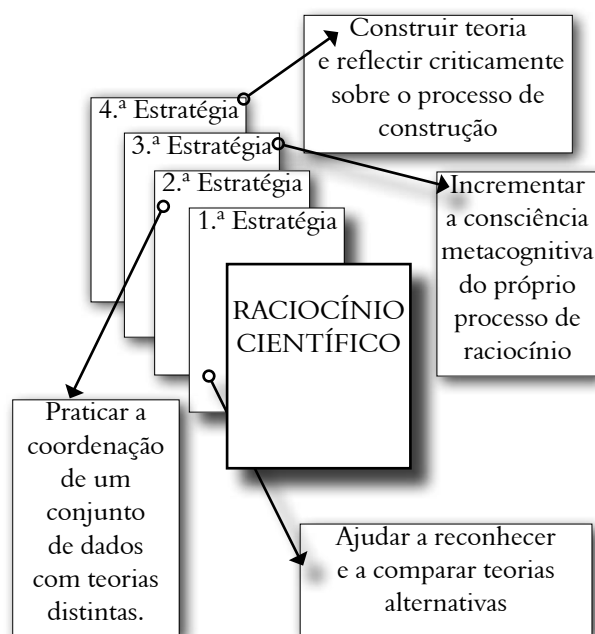 Construir teoria
e reflectir criticamente
sobre o processo de
construção
4.ª Estratégia
3.ª Estratégia
2.ª Estratégia
1.ª Estratégia
Incrementar
a consciência
metacognitiva
do próprio
processo de
raciocínio
RACIOCÍNIO
CIENTÍFICO
Praticar a
coordenação
de um
conjunto
de dados
com teorias
distintas.
Ajudar a reconhecer
e a comparar teorias
alternativas